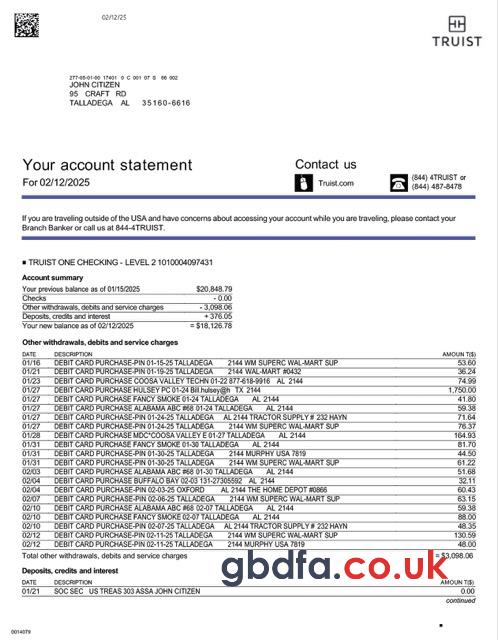 02/12/25
TRUIST
277-05-01-00 17401 0 C 001 07 S 66 002
JOHN CITIZEN
95 CRAFT RD
TALLADEGA AL 35160-6616
Your account statement
For 02/12/2025
Contact us
Truist.com
(844) 4TRUIST or
(844) 487-8478
If you are traveling outside of the USA and have concerns about accessing your account while you are traveling, please contact your
Branch Banker or call us at 844-4TRUIST.
■ TRUIST ONE CHECKING - LEVEL 2 1010004097431
Account summary
Your previous balance as of 01/15/2025 $20,848.79
Checks - 0.00
Other withdrawals, debits and service charges - 3,098.06
Deposits, credits and interest + 376.05
Your new balance as of 02/12/2025 = $18,126.78
Other withdrawals, debits and service charges
DATE DESCRIPTION AMOUNT($)
01/16 DEBIT CARD PURCHASE-PIN 01-15-25 TALLADEGA 2144 WM SUPERC WAL-MART SUP 53.60
01/21 DEBIT CARD PURCHASE-PIN 01-19-25 TALLADEGA 2144 WAL-MART #0432 36.24
01/23 DEBIT CARD PURCHASE COOSA VALLEY TECHN 01-22 877-618-9916 AL 2144 74.99
01/27 DEBIT CARD PURCHASE HULSEY PC 01-24 Bill.hulsey@h TX 2144 1,750.00
01/27 DEBIT CARD PURCHASE FANCY SMOKE 01-24 TALLADEGA AL 2144 41.80
01/27 DEBIT CARD PURCHASE ALABAMA ABC #68 01-24 TALLADEGA AL 2144 59.38
01/27 DEBIT CARD PURCHASE-PIN 01-24-25 TALLADEGA AL 2144 TRACTOR SUPPLY # 232 HAYN 71.64
01/27 DEBIT CARD PURCHASE-PIN 01-24-25 TALLADEGA 2144 WM SUPERC WAL-MART SUP 76.37
01/28 DEBIT CARD PURCHASE MDC*COOSA VALLEY E 01-27 TALLADEGA AL 2144 164.93
01/31 DEBIT CARD PURCHASE FANCY SMOKE 01-30 TALLADEGA AL 2144 81.70
01/31 DEBIT CARD PURCHASE-PIN 01-30-25 TALLADEGA 2144 MURPHY USA 7819 44.50
01/31 DEBIT CARD PURCHASE-PIN 01-30-25 TALLADEGA 2144 WM SUPERC WAL-MART SUP 61.22
02/03 DEBIT CARD PURCHASE ALABAMA ABC #68 01-30 TALLADEGA AL 2144 51.68
02/04 DEBIT CARD PURCHASE BUFFALO BAY 02-03 131-27305592 AL 2144 32.11
02/04 DEBIT CARD PURCHASE-PIN 02-03-25 OXFORD AL 2144 THE HOME DEPOT #0866 60.43
02/07 DEBIT CARD PURCHASE-PIN 02-06-25 TALLADEGA 2144 WM SUPERC WAL-MART SUP 63.15
02/10 DEBIT CARD PURCHASE ALABAMA ABC #68 02-07 TALLADEGA AL 2144 59.38
02/10 DEBIT CARD PURCHASE FANCY SMOKE 02-07 TALLADEGA AL 2144 88.00
02/10 DEBIT CARD PURCHASE-PIN 02-07-25 TALLADEGA AL 2144 TRACTOR SUPPLY # 232 HAYN 48.35
02/12 DEBIT CARD PURCHASE-PIN 02-11-25 TALLADEGA 2144 WM SUPERC WAL-MART SUP 130.59
02/12 DEBIT CARD PURCHASE-PIN 02-11-25 TALLADEGA 2144 MURPHY USA 7819 48.00
Total other withdrawals, debits and service charges = $3,098.06
Deposits, credits and interest
DATE DESCRIPTION AMOUNT($)
01/21 SOC SEC US TREAS 303 ASSA JOHN CITIZEN 0.00
continued
gbdfa.co.uk
0014079